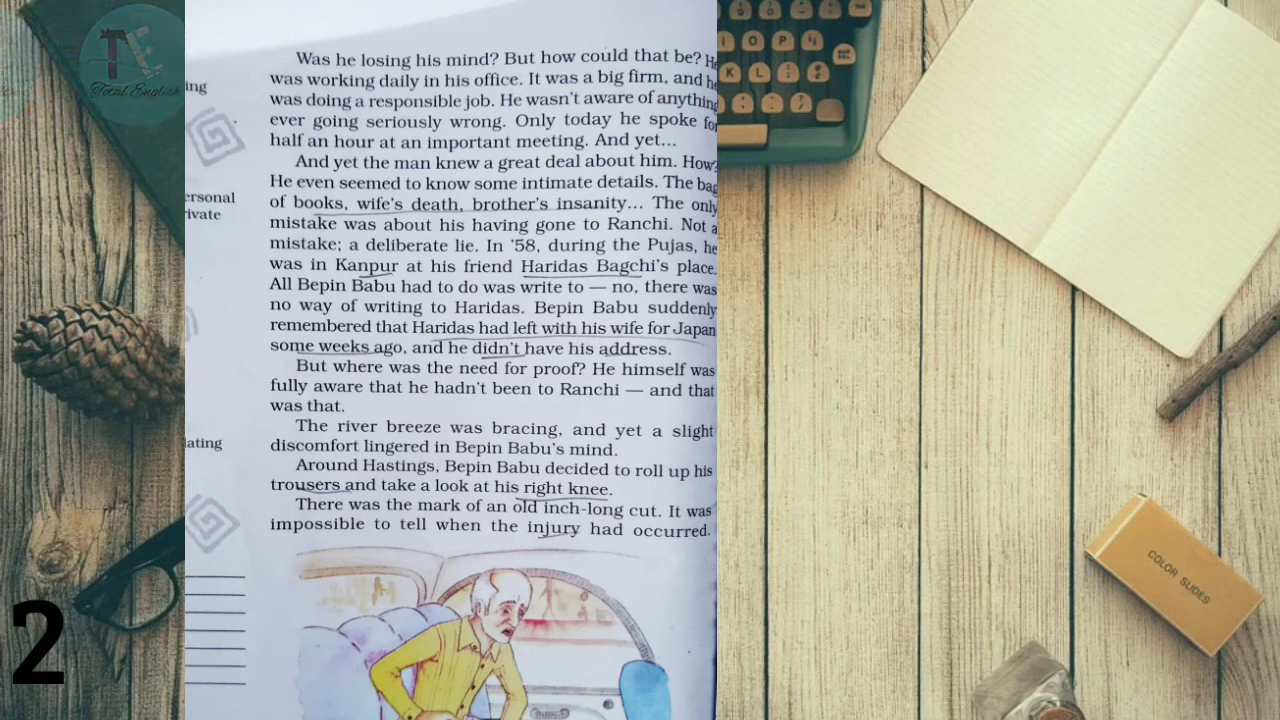 Total English
ing
ersonal
rivate
lating
Was he losing his mind? But how could that be? He
was working daily in his office. It was a big firm, and he
was doing a responsible job. He wasn't aware of anything
ever going seriously wrong. Only today he spoke for
half an hour at an important meeting. And yet...
And yet the man knew a great deal about him. How?
He even seemed to know some intimate details. The bag
of books, wife's death, brother's insanity... The only
mistake was about his having gone to Ranchi. Not a
mistake; a deliberate lie. In '58, during the Pujas, he
was in Kanpur at his friend Haridas Bagchi's place.
All Bepin Babu had to do was write to — no, there was
no way of writing to Haridas. Bepin Babu suddenly
remembered that Haridas had left with his wife for Japan
some weeks ago, and he didn't have his address.
But where was the need for proof? He himself was
fully aware that he hadn't been to Ranchi — and that
was that.
The river breeze was bracing, and yet a slight
discomfort lingered in Bepin Babu's mind.
Around Hastings, Bepin Babu decided to roll up his
trousers and take a look at his right knee.
There was the mark of an old inch-long cut. It was
impossible to tell when the injury had occurred.
2
I O P
K L
COLOR SLIDES